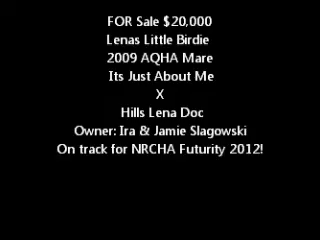 FOR Sale $20,000
Lenas Little Birdie
2009 AQHA Mare
Its Just About Me
X
Hills Lena Doc
Owner: Ira & Jamie Slagowski
On track for NRCHA Futurity 2012!